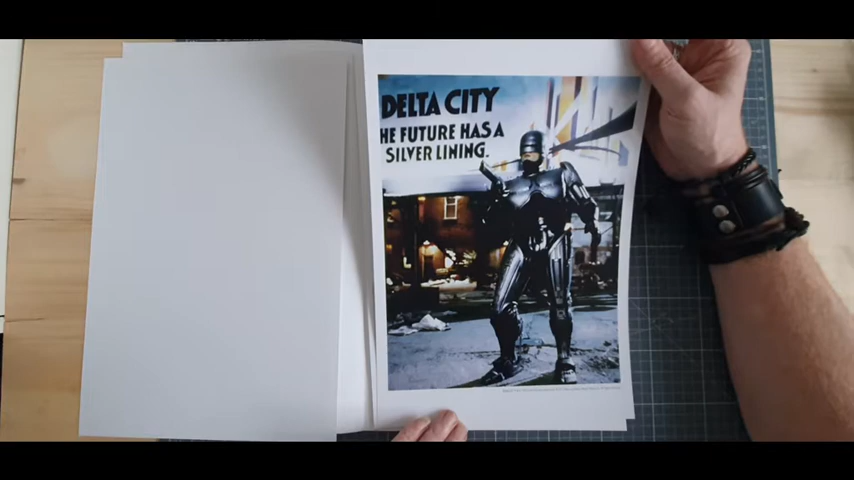 DELTA CITY
HE FUTURE HAS A
SILVER LINING.